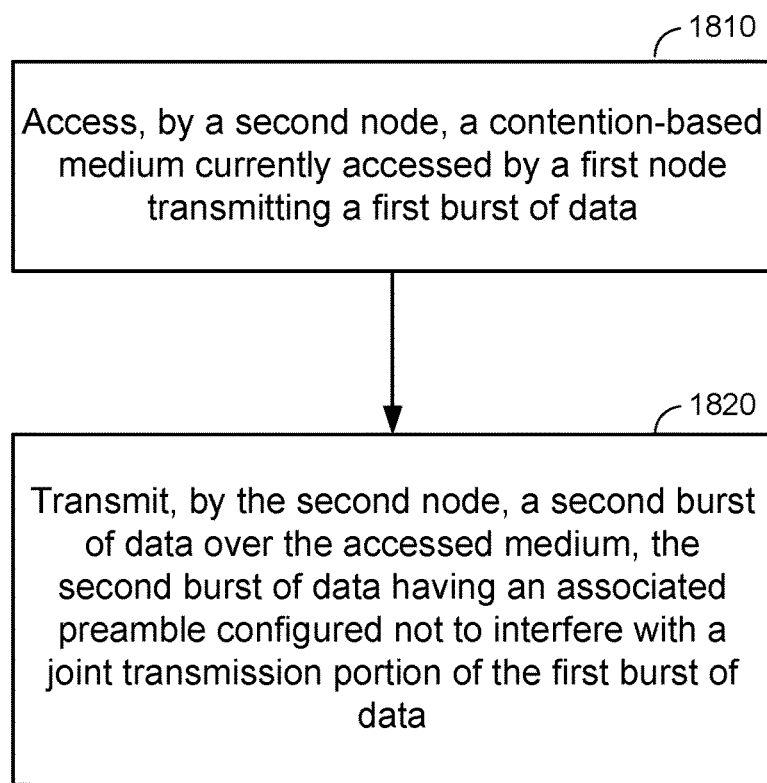 1810
Access, by a second node, a contention-based
medium currently accessed by a first node
transmitting a first burst of data
1820
Transmit, by the second node, a second burst
of data over the accessed medium, the
second burst of data having an associated
preamble configured not to interfere with a
joint transmission portion of the first burst of
data